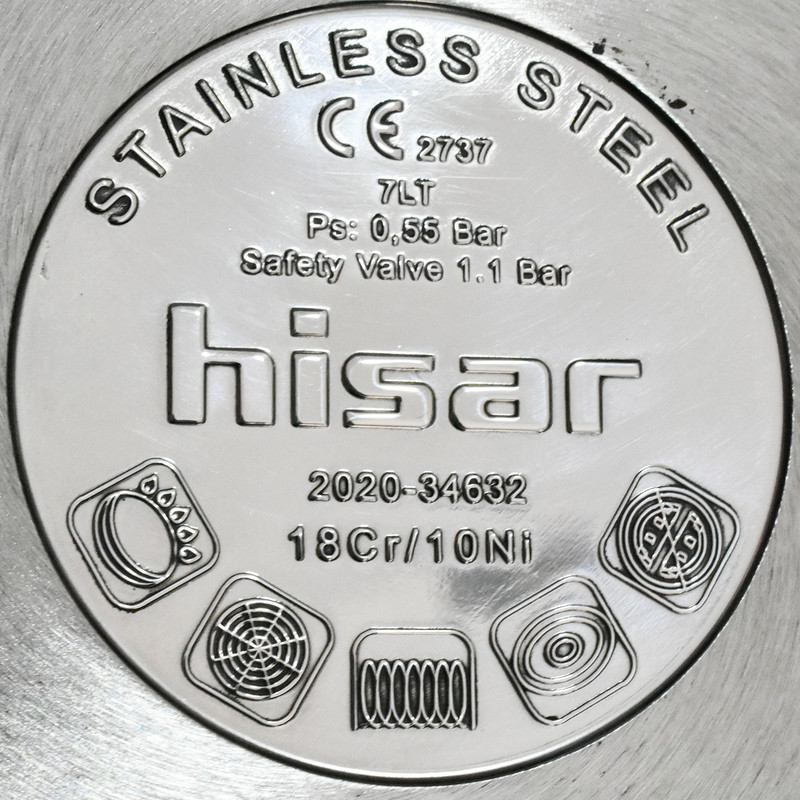 STAINLESS STEEL
CE 2737
7LT
Ps: 0,55 Bar
Safety Valve 1.1 Bar
hisar
2020-34632
18Cr/10Ni